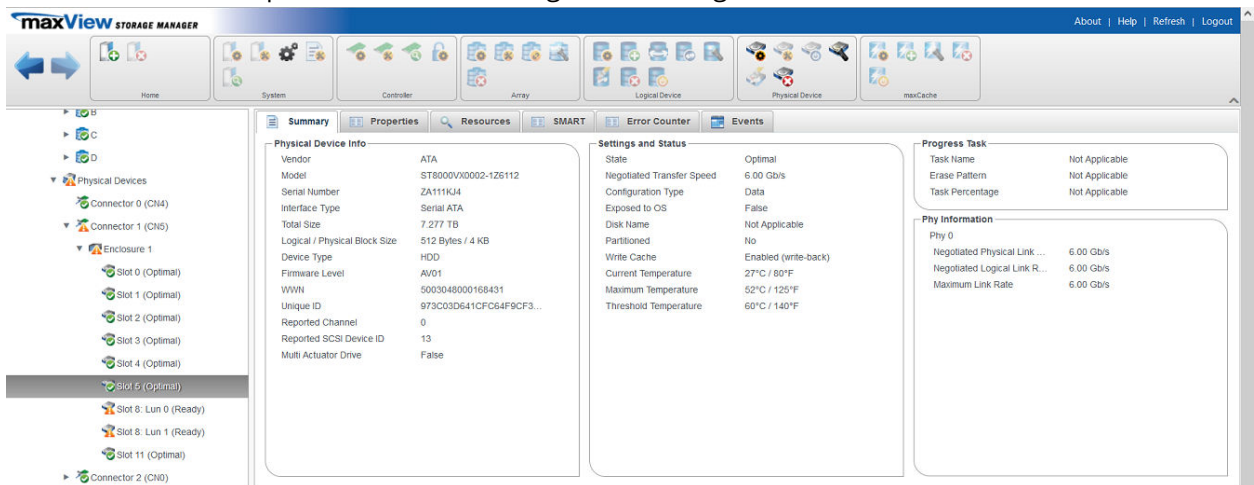 maxView STORAGE MANAGER
About | Help | Refresh | Logout
Home
System
Controller
Array
Logical Device
Physical Device
maxCache
B
C
D
Physical Devices
Connector 0 (CN4)
Connector 1 (CN5)
Enclosure 1
Slot 0 (Optimal)
Slot 1 (Optimal)
Slot 2 (Optimal)
Slot 3 (Optimal)
Slot 4 (Optimal)
Slot 5 (Optimal)
Slot 8: Lun 0 (Ready)
Slot 8: Lun 1 (Ready)
Slot 11 (Optimal)
Connector 2 (CN0)
Summary Properties Resources SMART Error Counter Events
Physical Device Info
Vendor ATA
Model ST8000VX0002-1Z6112
Serial Number ZA111KJ4
Interface Type Serial ATA
Total Size 7.277 TB
Logical / Physical Block Size 512 Bytes / 4 KB
Device Type HDD
Firmware Level AV01
WWN 5003048000168431
Unique ID 973C03D641CFC64F9CF3...
Reported Channel 0
Reported SCSI Device ID 13
Multi Actuator Drive False
Settings and Status
State Optimal
Negotiated Transfer Speed 6.00 Gb/s
Configuration Type Data
Exposed to OS False
Disk Name Not Applicable
Partitioned No
Write Cache Enabled (write-back)
Current Temperature 27°C / 80°F
Maximum Temperature 52°C / 125°F
Threshold Temperature 60°C / 140°F
Progress Task
Task Name Not Applicable
Erase Pattern Not Applicable
Task Percentage Not Applicable
Phy Information
Phy 0
Negotiated Physical Link ... 6.00 Gb/s
Negotiated Logical Link R... 6.00 Gb/s
Maximum Link Rate 6.00 Gb/s